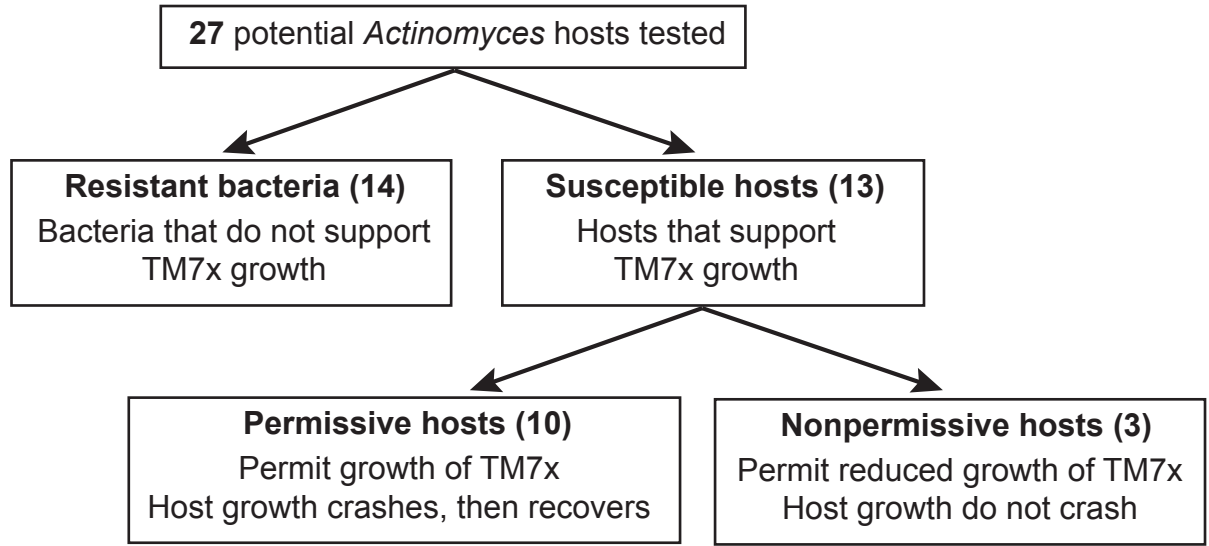 27 potential Actinomyces hosts tested
Resistant bacteria (14)
Bacteria that do not support
TM7x growth
Susceptible hosts (13)
Hosts that support
TM7x growth
Permissive hosts (10)
Permit growth of TM7x
Host growth crashes, then recovers
Nonpermissive hosts (3)
Permit reduced growth of TM7x
Host growth do not crash